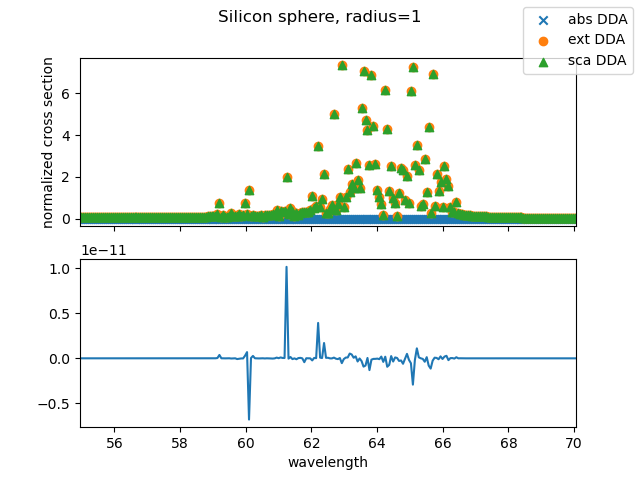 Silicon sphere, radius=1
abs DDA
ext DDA
sca DDA
normalized cross section
6
4
2
0
1e−11
1.0
0.5
0.0
−0.5
56 58 60 62 64 66 68 70
wavelength